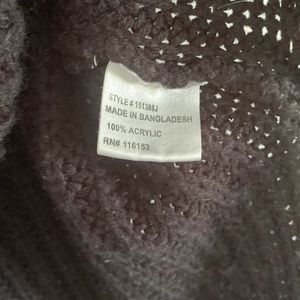 STYLE # 151388J
MADE IN BANGLADESH
100% ACRYLIC
RN# 116153